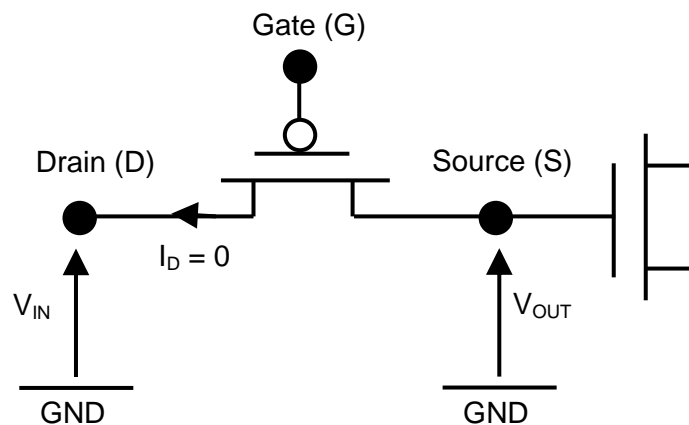 Gate (G)
Drain (D)
Source (S)
I_D = 0
V_IN
V_OUT
GND
GND